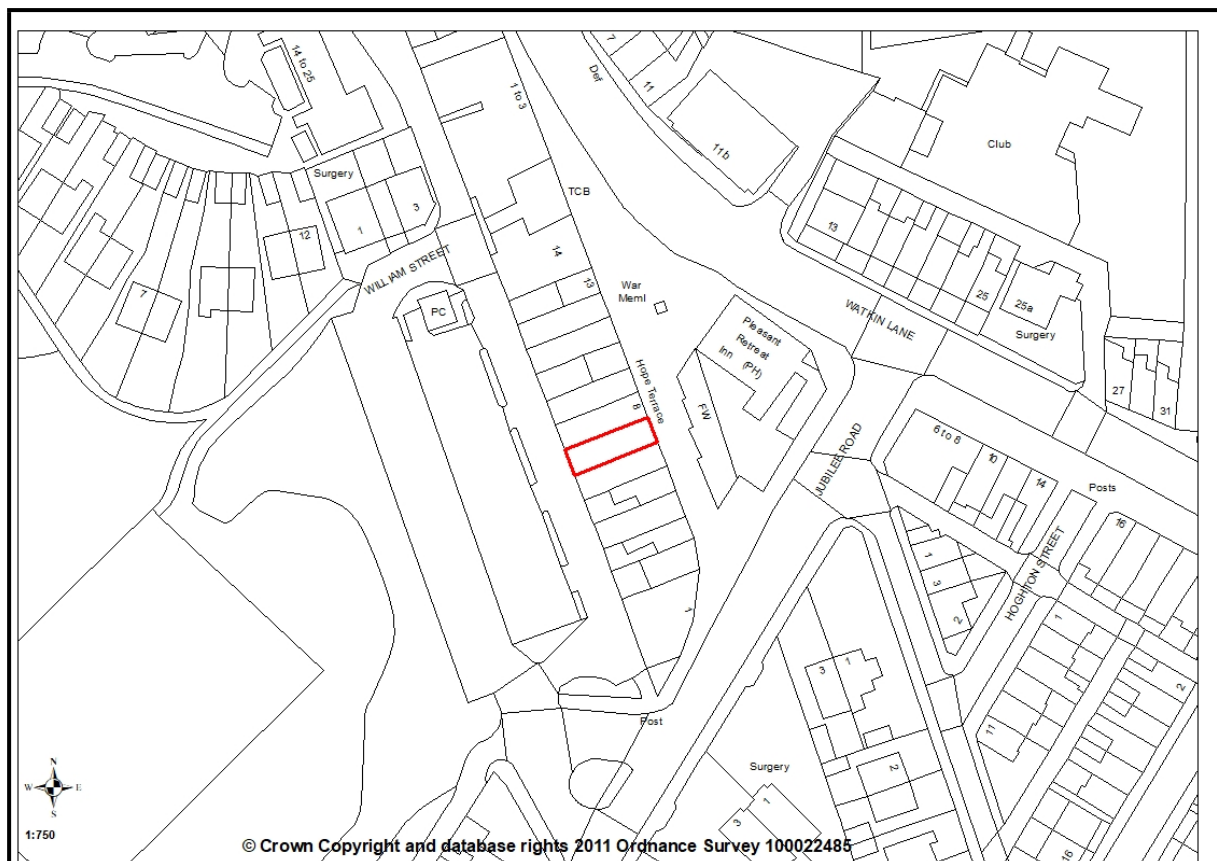 14 to 25
1 to 3
Def
7
11
11b
Club
Surgery
1
3
TCB
12
7
WILLIAM STREET
PC
14
13
War
Meml
13
25
25a
Surgery
WATKIN LANE
Pleasant
Retreat
Inn (PH)
Hope Terrace
8
FW
27
31
JUBILEE ROAD
6 to 8
10
14
Posts
16
HOGHTON STREET
1
3
2
1
1
2
11
3
1
Post
2
Surgery
1
3
16
N
W
E
S
1:750
© Crown Copyright and database rights 2011 Ordnance Survey 100022485